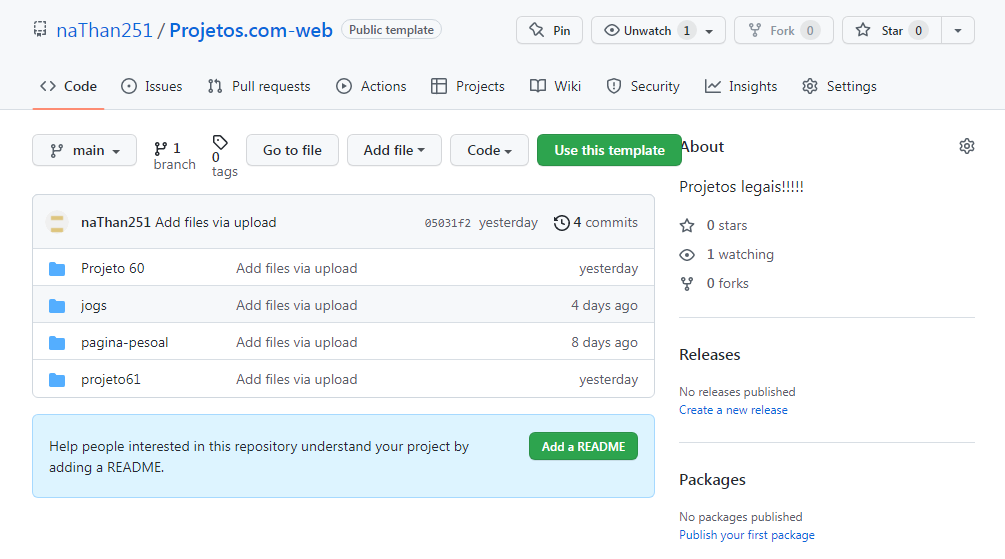 naThan251 / Projetos.com-web Public template Pin Unwatch 1 Fork 0 Star 0
Code Issues Pull requests Actions Projects Wiki Security Insights Settings
main 1 branch 0 tags Go to file Add file Code Use this template
naThan251 Add files via upload 05031f2 yesterday 4 commits
Projeto 60 Add files via upload yesterday
jogs Add files via upload 4 days ago
pagina-pesoal Add files via upload 8 days ago
projeto61 Add files via upload yesterday
Help people interested in this repository understand your project by
adding a README.
Add a README
About
Projetos legais!!!!!
0 stars
1 watching
0 forks
Releases
No releases published
Create a new release
Packages
No packages published
Publish your first package